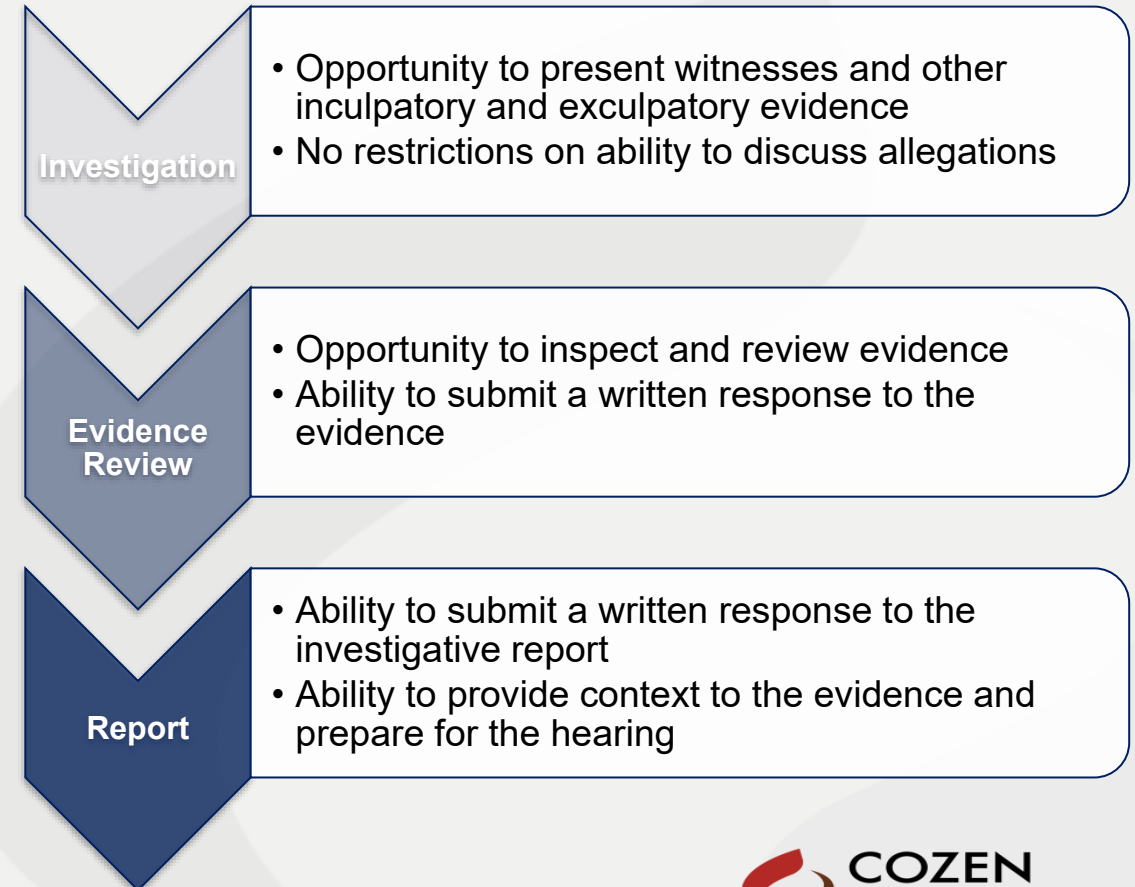 Investigation
• Opportunity to present witnesses and other
inculpatory and exculpatory evidence
• No restrictions on ability to discuss allegations
Evidence
Review
• Opportunity to inspect and review evidence
• Ability to submit a written response to the
evidence
Report
• Ability to submit a written response to the
investigative report
• Ability to provide context to the evidence and
prepare for the hearing
COZEN